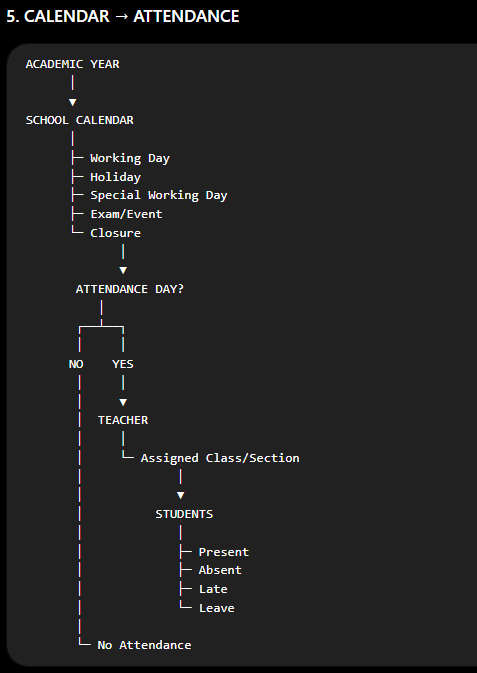 5. CALENDAR → ATTENDANCE
ACADEMIC YEAR
SCHOOL CALENDAR
Working Day
Holiday
Special Working Day
Exam/Event
Closure
ATTENDANCE DAY?
NO YES
TEACHER
Assigned Class/Section
STUDENTS
Present
Absent
Late
Leave
No Attendance